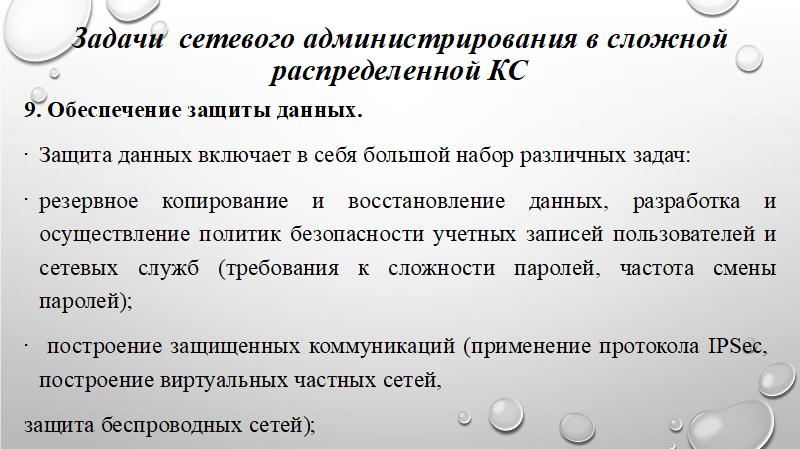 Задачи сетевого администрирования в сложной
распределенной КС
9. Обеспечение защиты данных.
· Защита данных включает в себя большой набор различных задач:
· резервное копирование и восстановление данных, разработка и
осуществление политик безопасности учетных записей пользователей и
сетевых служб (требования к сложности паролей, частота смены
паролей);
· построение защищенных коммуникаций (применение протокола IPSec,
построение виртуальных частных сетей,
защита беспроводных сетей);